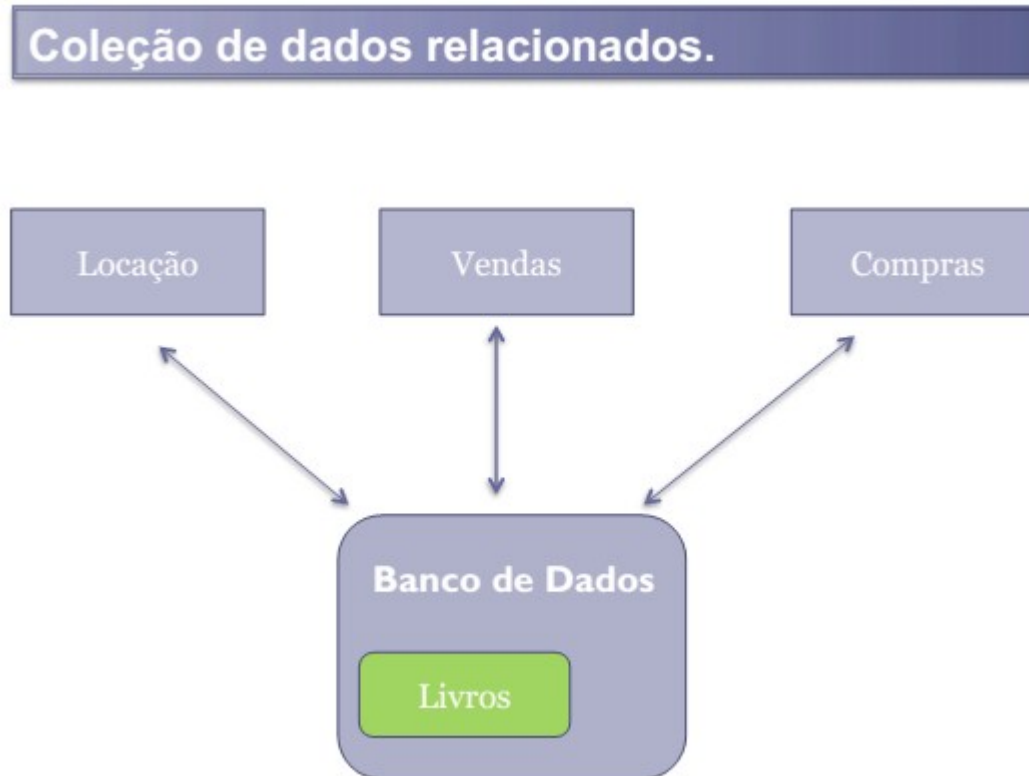 Coleção de dados relacionados.
Locação
Vendas
Compras
Banco de Dados
Livros